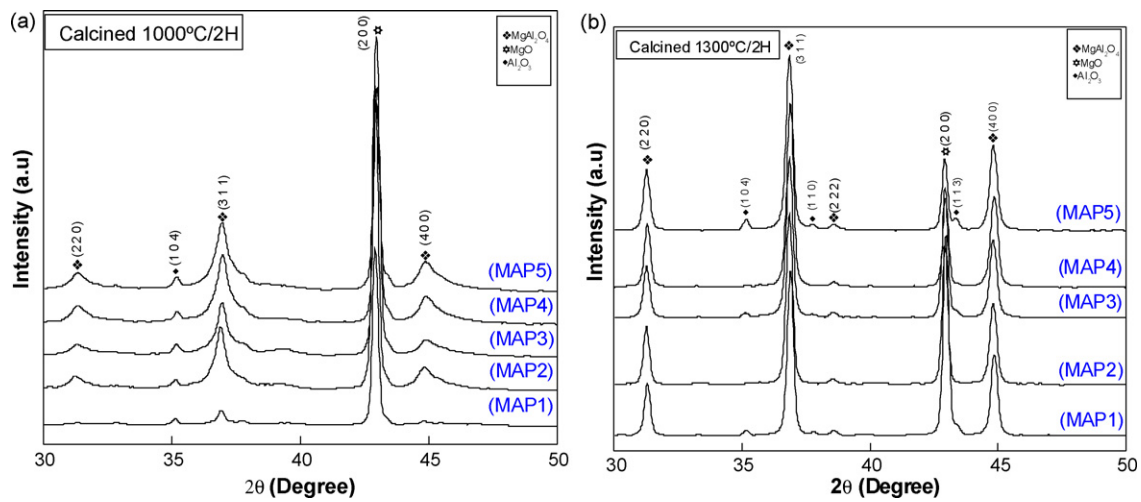 (a)
Calcined 1000ºC/2H
❖MgAl₂O₄
✡MgO
♦Al₂O₃
(2 0 0)
(2 2 0)
(1 0 4)
(3 1 1)
(4 0 0)
(MAP5)
(MAP4)
(MAP3)
(MAP2)
(MAP1)
Intensity (a.u)
30 35 40 45 50
2θ (Degree)
(b)
Calcined 1300ºC/2H
❖MgAl₂O₄
✡MgO
♦Al₂O₃
(2 2 0)
(1 0 4)
(3 1 1)
(1 1 0)
(2 2 2)
(2 0 0)
(1 1 3)
(4 0 0)
(MAP5)
(MAP4)
(MAP3)
(MAP2)
(MAP1)
Intensity (a.u)
30 35 40 45 50
2θ (Degree)